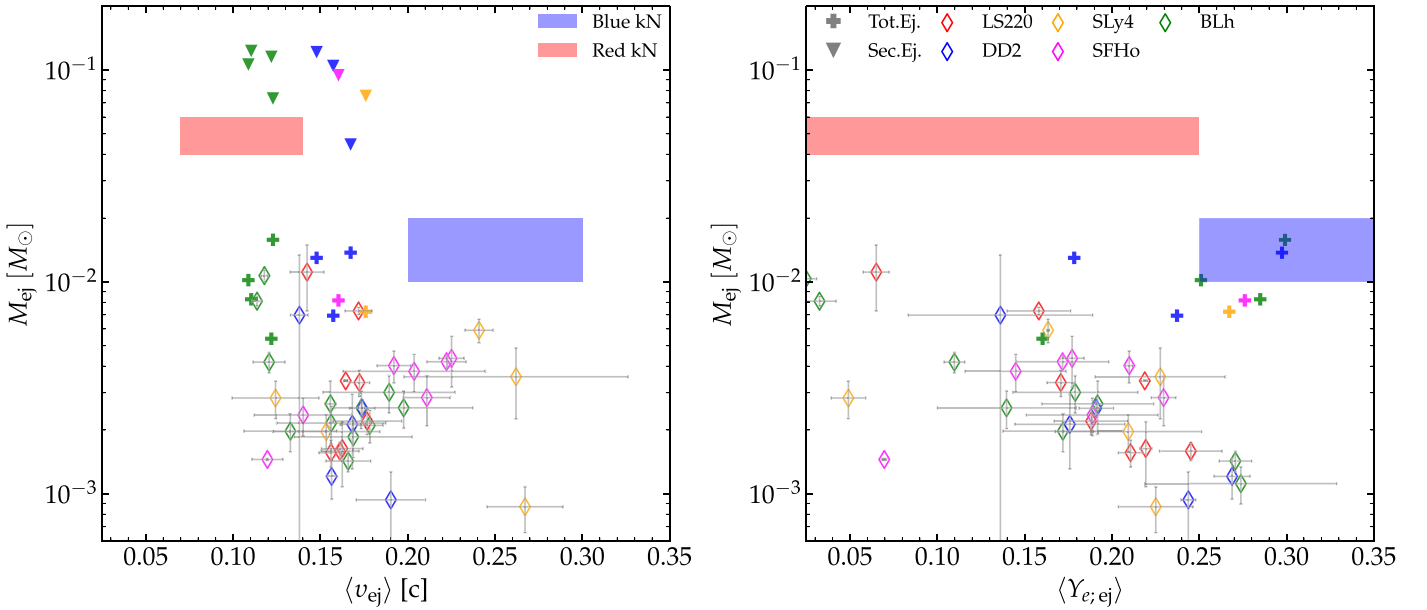 Blue kN
Red kN
10⁻¹
10⁻²
10⁻³
M_ej [M_⊙]
0.05 0.10 0.15 0.20 0.25 0.30 0.35
⟨v_ej⟩ [c]
Tot.Ej. LS220 SLy4 BLh
Sec.Ej. DD2 SFHo
10⁻¹
10⁻²
10⁻³
M_ej [M_⊙]
0.05 0.10 0.15 0.20 0.25 0.30 0.35
⟨Y_e; ej⟩